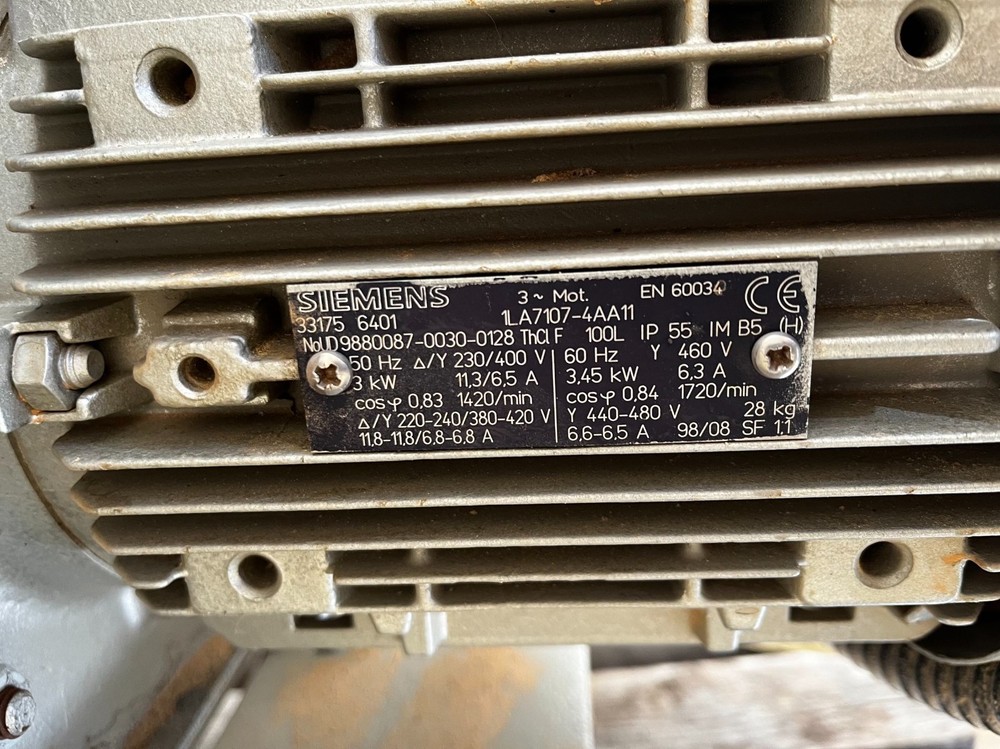 SIEMENS 3 ~ Mot. EN 60034 CE
33175 6401 1LA7107-4AA11
No UD 9880087-0030-0128 ThCl F 100L IP 55 IM B5 (H)
50 Hz Δ/Y 230/400 V 60 Hz Y 460 V
3 kW 11,3/6,5 A 3,45 kW 6,3 A
cosφ 0,83 1420/min cosφ 0,84 1720/min
Δ/Y 220-240/380-420 V Y 440-480 V 28 kg
11,8-11,8/6,8-6,8 A 6,6-6,5 A 98/08 SF 1.1